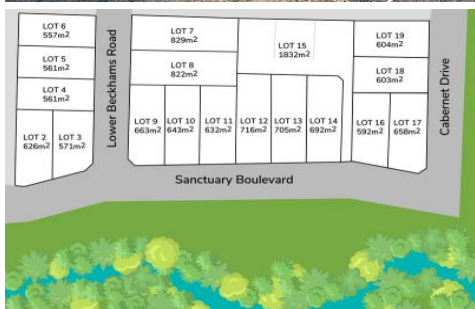 LOT 6
557m2
LOT 5
561m2
LOT 4
561m2
LOT 2
626m2
LOT 3
571m2
Lower Beckhams Road
LOT 7
829m2
LOT 8
822m2
LOT 9
663m2
LOT 10
643m2
LOT 11
632m2
LOT 12
716m2
LOT 13
705m2
LOT 14
692m2
LOT 15
1832m2
LOT 19
604m2
LOT 18
603m2
LOT 16
592m2
LOT 17
658m2
Cabernet Drive
Sanctuary Boulevard